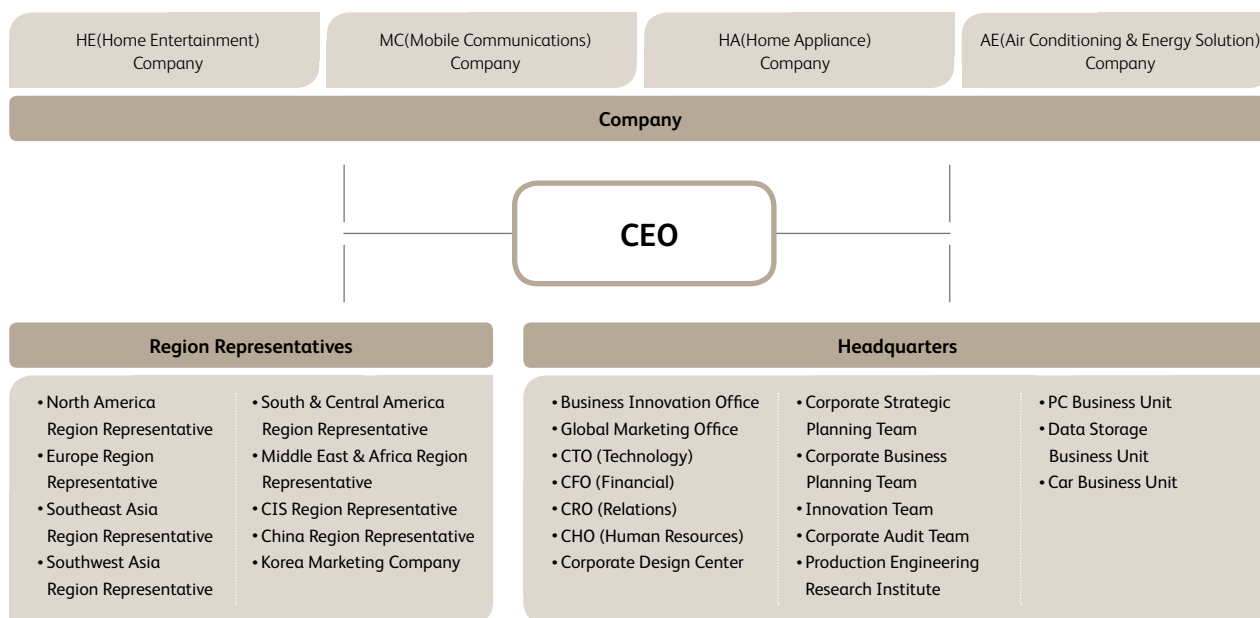 HE(Home Entertainment)
Company
MC(Mobile Communications)
Company
HA(Home Appliance)
Company
AE(Air Conditioning & Energy Solution)
Company
Company
CEO
Region Representatives
• North America
Region Representative
• Europe Region
Representative
• Southeast Asia
Region Representative
• Southwest Asia
Region Representative
• South & Central America
Region Representative
• Middle East & Africa Region
Representative
• CIS Region Representative
• China Region Representative
• Korea Marketing Company
Headquarters
• Business Innovation Office
• Global Marketing Office
• CTO (Technology)
• CFO (Financial)
• CRO (Relations)
• CHO (Human Resources)
• Corporate Design Center
• Corporate Strategic
Planning Team
• Corporate Business
Planning Team
• Innovation Team
• Corporate Audit Team
• Production Engineering
Research Institute
• PC Business Unit
• Data Storage
Business Unit
• Car Business Unit